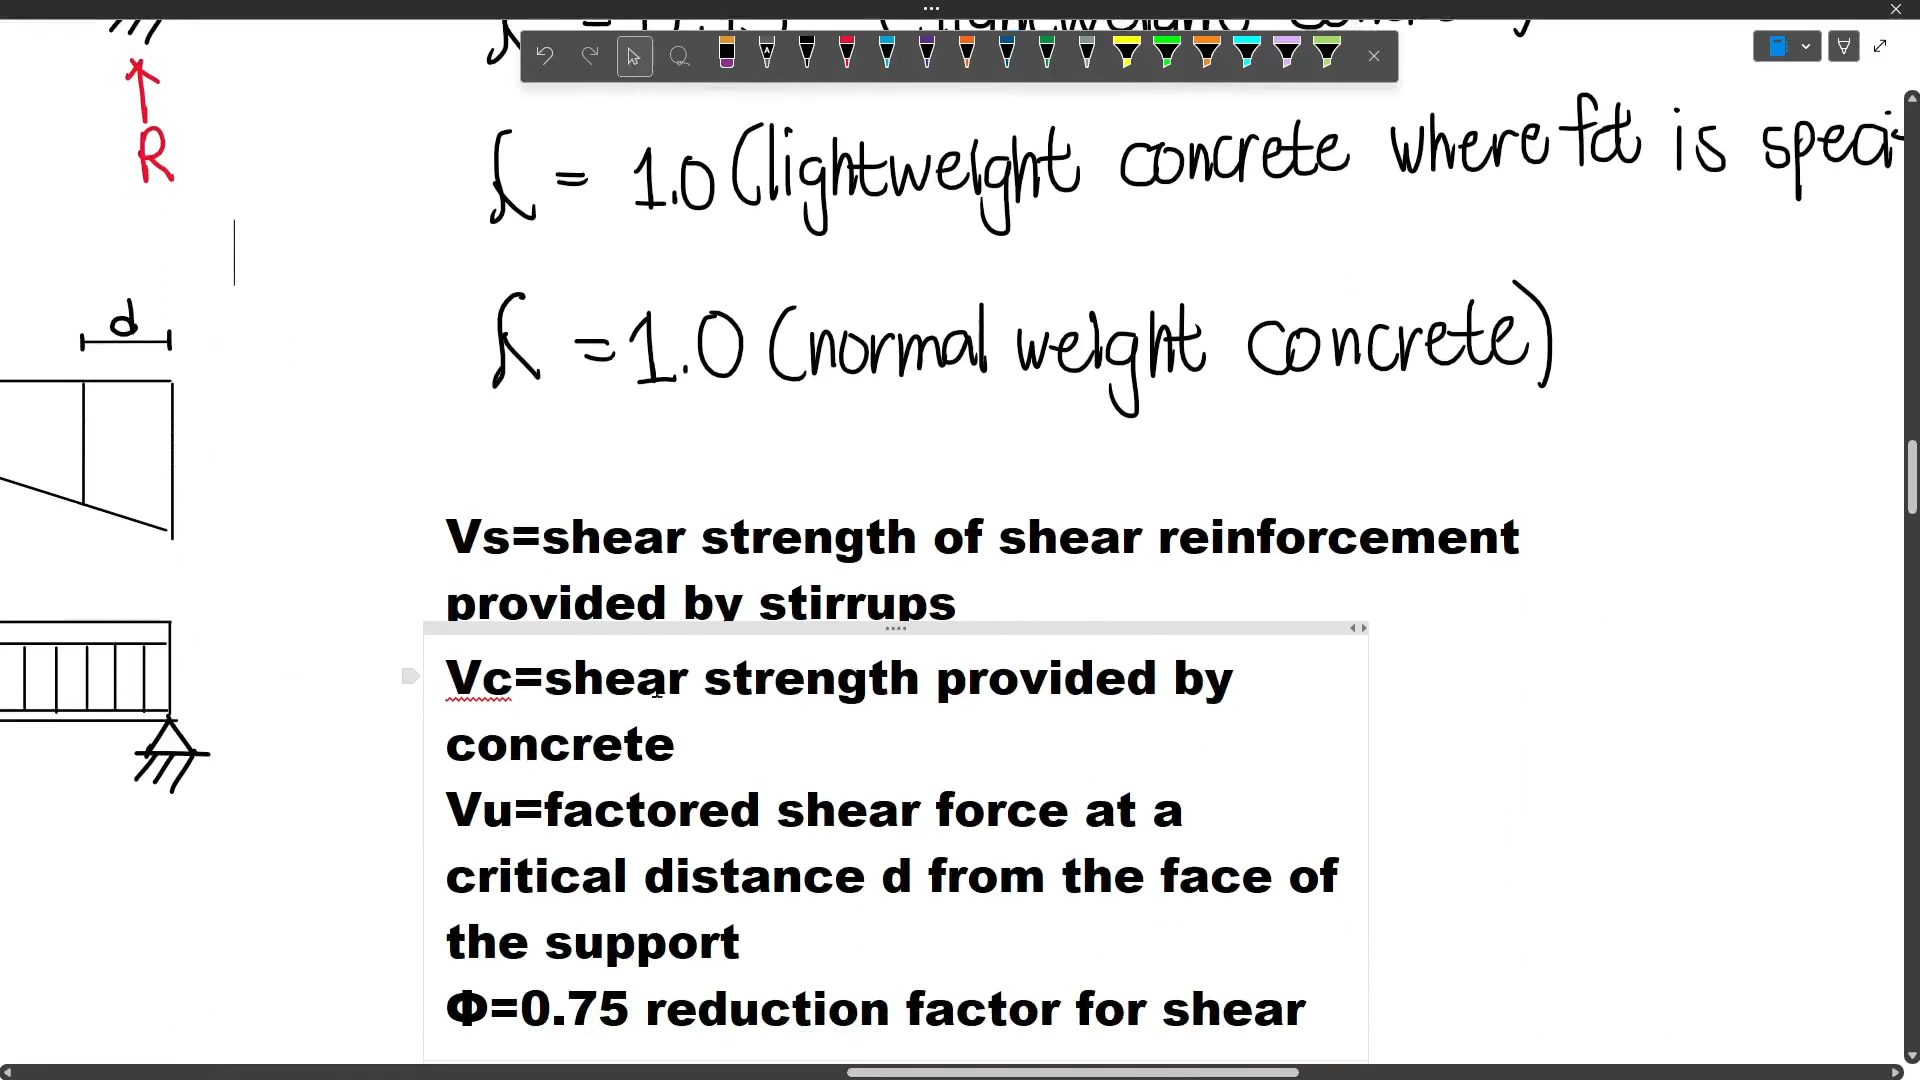 R
λ = 1.0 (lightweight concrete where fct is speci
d
λ = 1.0 (normal weight concrete)
Vs=shear strength of shear reinforcement
provided by stirrups
Vc=shear strength provided by
concrete
Vu=factored shear force at a
critical distance d from the face of
the support
Φ=0.75 reduction factor for shear